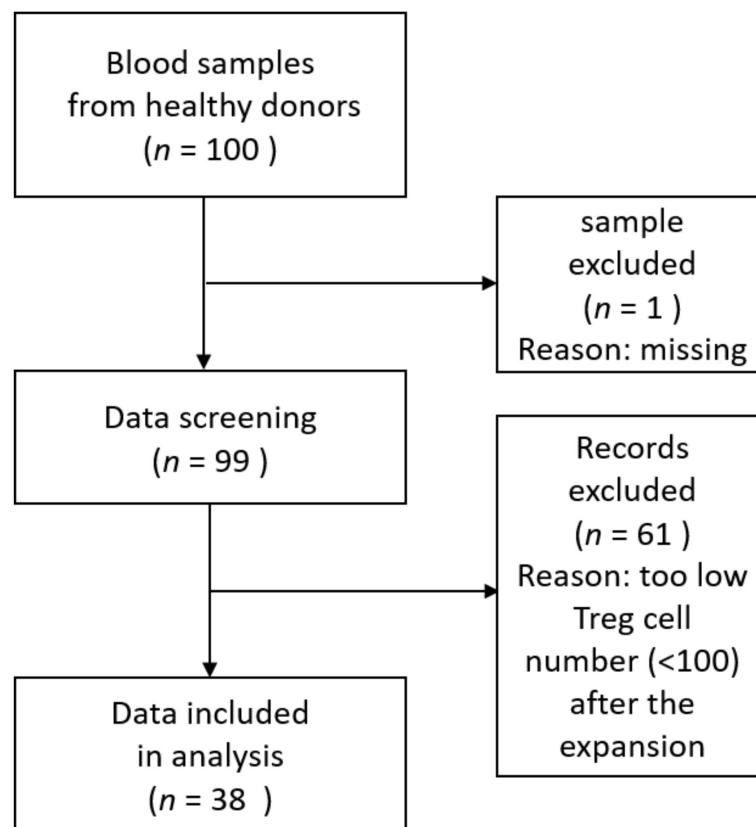 Blood samples
from healthy donors
(n = 100 )
sample
excluded
(n = 1 )
Reason: missing
Data screening
(n = 99 )
Records
excluded
(n = 61 )
Reason: too low
Treg cell
number (<100)
after the
expansion
Data included
in analysis
(n = 38  )